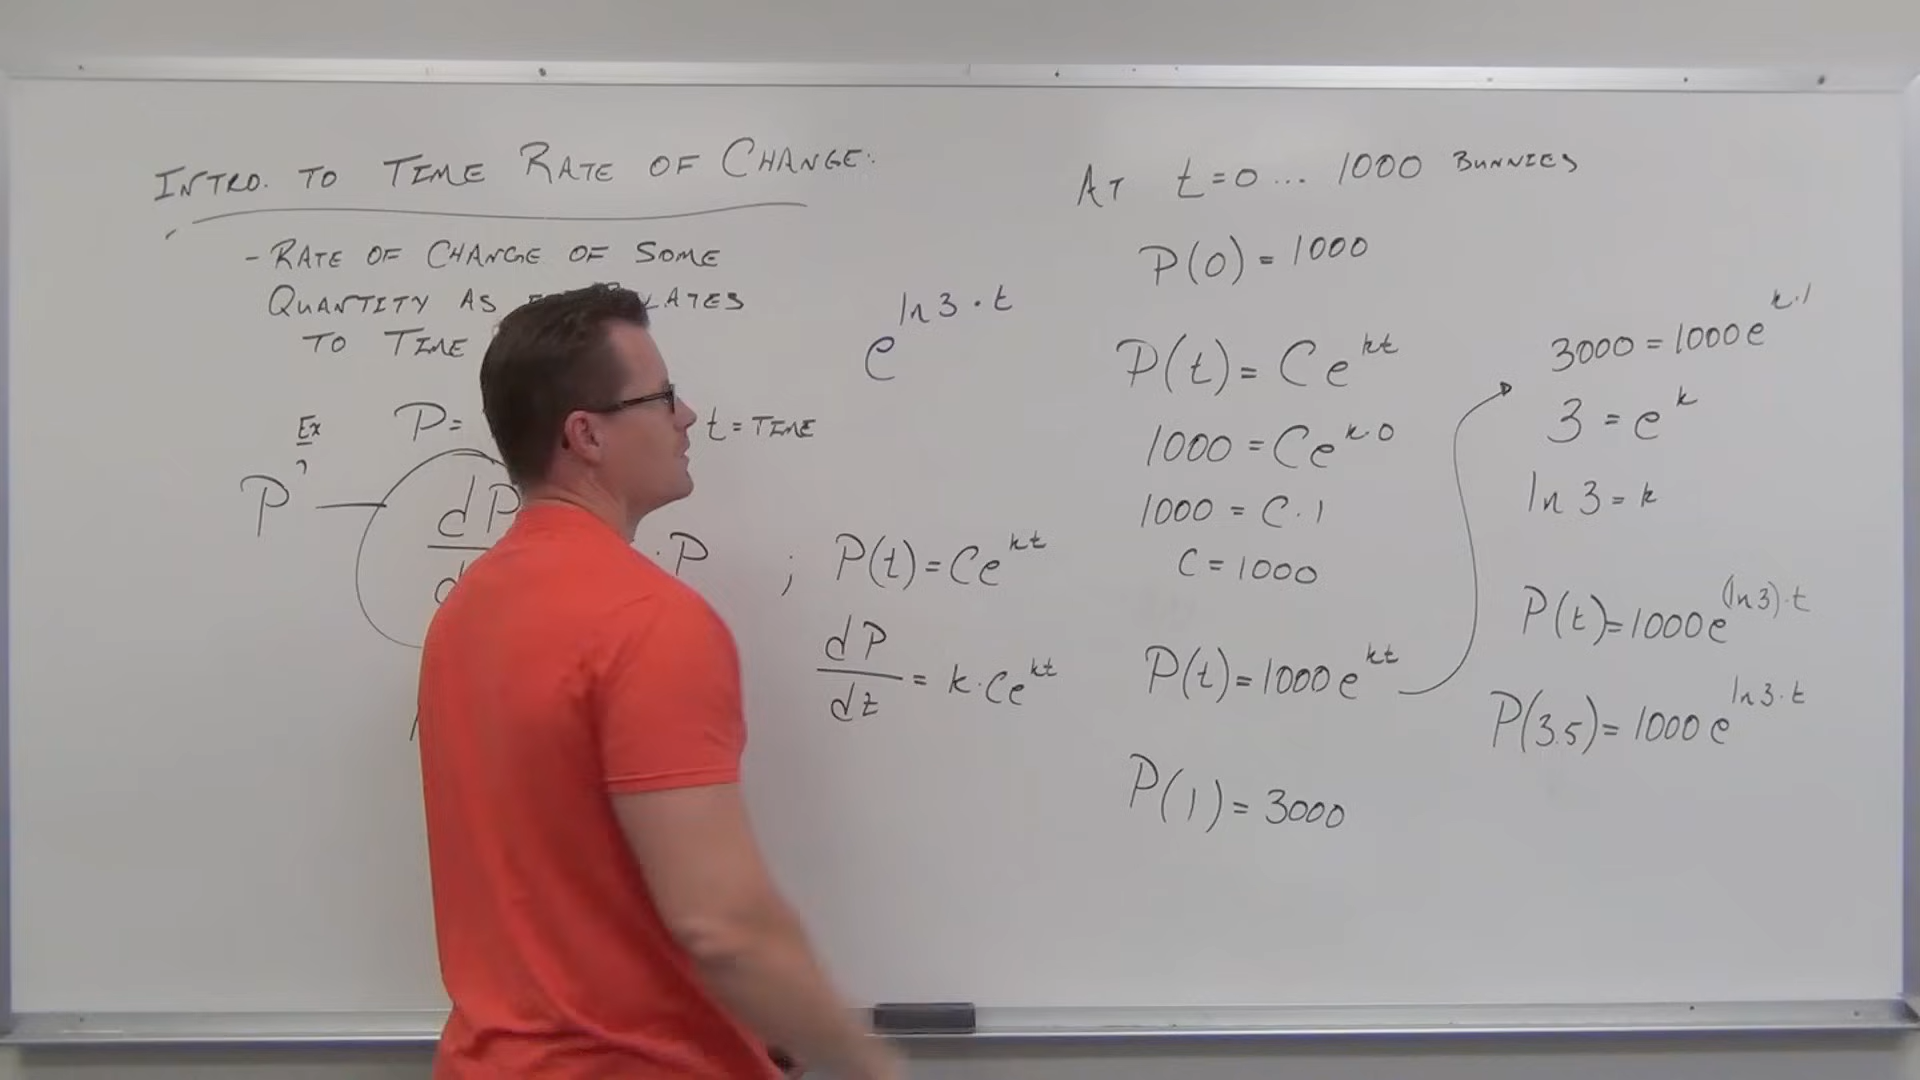 INTRO. TO TIME RATE OF CHANGE:
- RATE OF CHANGE OF SOME
QUANTITY AS
TO TIME
Ex
P=
t = TIME
P
dP
d
· P
; P(t) = Ce^{kt}
dP/dt = k · Ce^{kt}
e^{ln 3 · t}
AT t = 0 ... 1000 BUNNIES
P(0) = 1000
P(t) = Ce^{kt}
1000 = Ce^{k·0}
1000 = C · 1
C = 1000
P(t) = 1000e^{kt}
P(1) = 3000
3000 = 1000e^{k·1}
3 = e^{k}
ln 3 = k
P(t) = 1000e^{(ln 3)·t}
P(3.5) = 1000e^{ln 3·t}